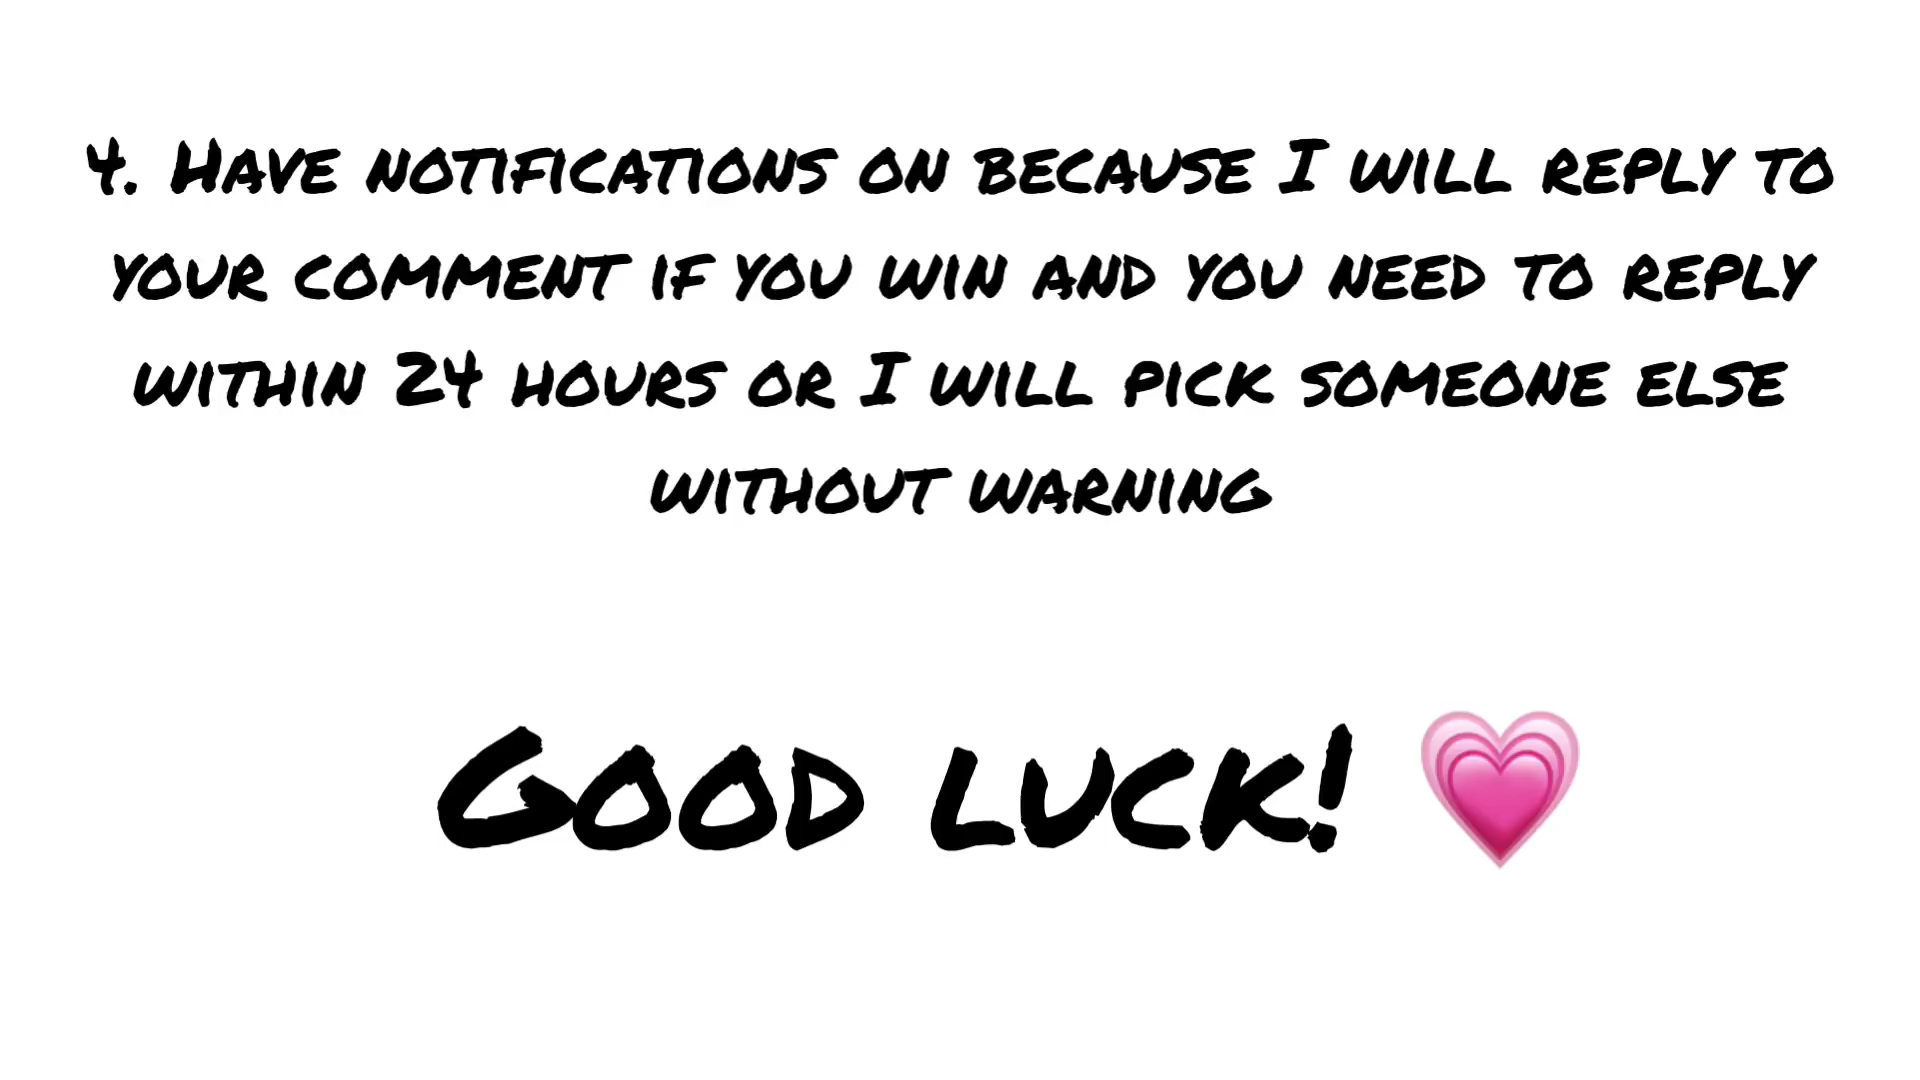 4. Have notifications on because I will reply to
your comment if you win and you need to reply
within 24 hours or I will pick someone else
without warning
Good luck! 💗